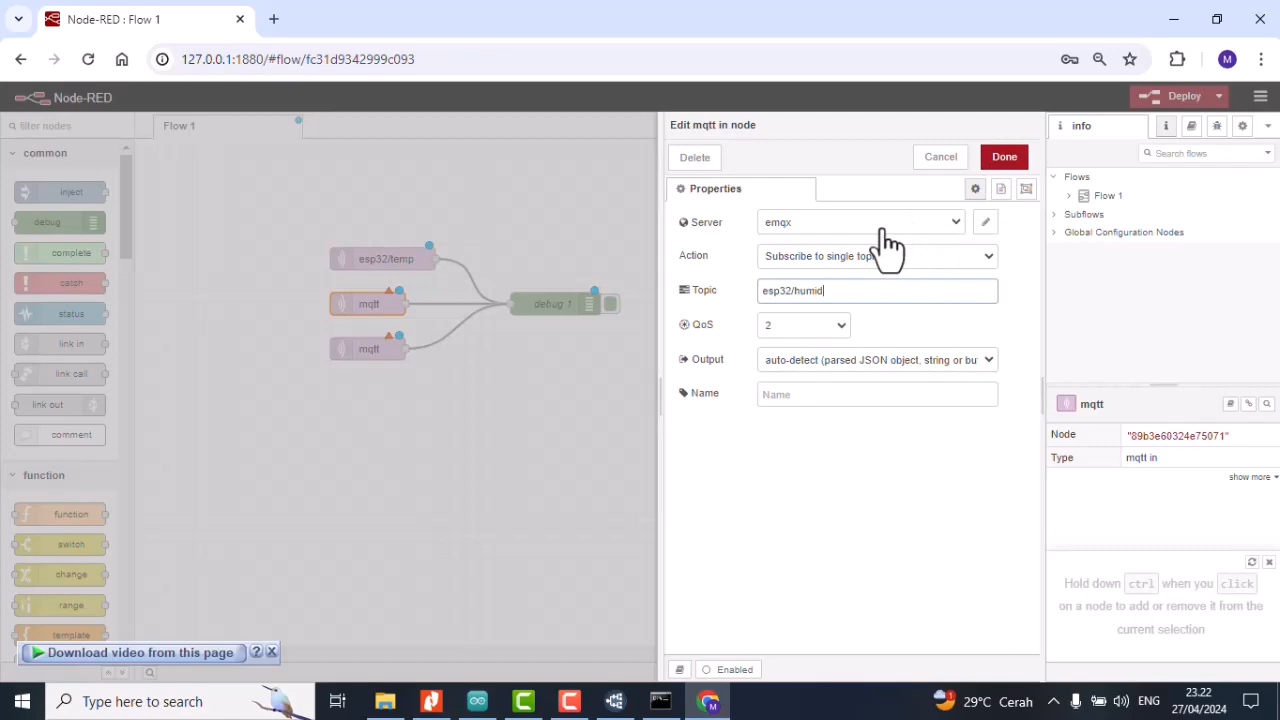 Node-RED : Flow 1
127.0.0.1:1880/#flow/fc31d9342999c093
M
Node-RED
Deploy
filter nodes
Flow 1
Edit mqtt in node
info
Delete
Cancel
Done
Search flows
common
Properties
Flows
Flow 1
inject
Server
emqx
Subflows
debug
Global Configuration Nodes
complete
esp32/temp
Action
Subscribe to single top
catch
Topic
esp32/humid
mqtt
debug 1
status
QoS
2
link in
mqtt
Output
auto-detect (parsed JSON object, string or bu
link call
Name
Name
link out
mqtt
comment
Node
"89b3e60324e75071"
Type
mqtt in
function
show more
function
switch
change
Hold down ctrl when you click
on a node to add or remove it from the
current selection
range
template
Download video from this page
?
Enabled
Type here to search
29°C Cerah
ENG
23.22
27/04/2024